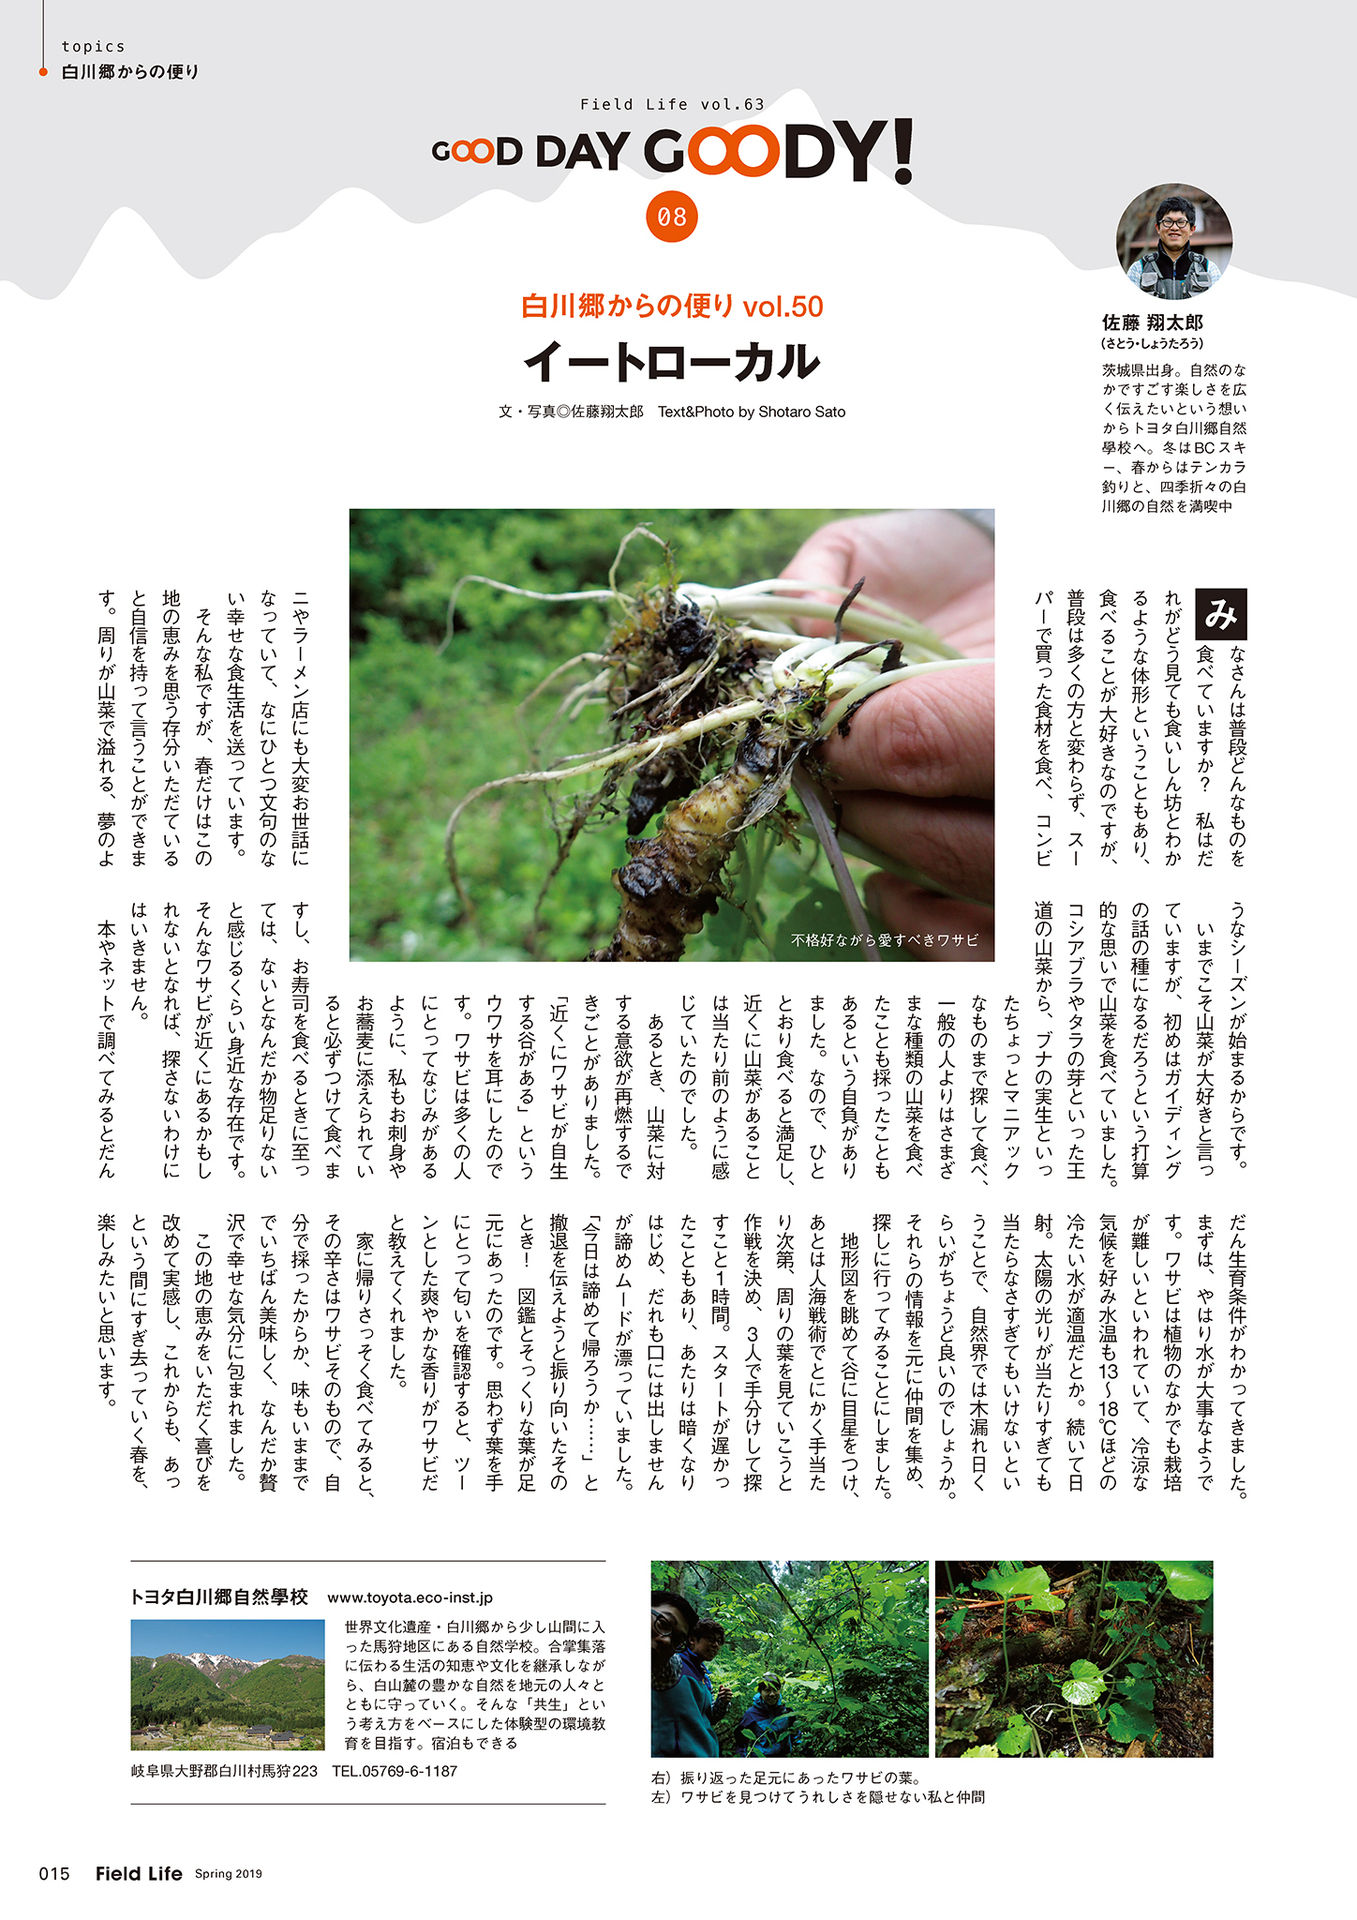 topics
白川郷からの便り
Field Life vol.63
GOOD DAY GOODY!
08
白川郷からの便り vol.50
イートローカル
文・写真◎佐藤翔太郎　Text&Photo by Shotaro Sato
佐藤 翔太郎
（さとう・しょうたろう）
茨城県出身。自然のな
かですごす楽しさを広
く伝えたいという想い
からトヨタ白川郷自然
學校へ。冬はBCスキ
ー、春からはテンカラ
釣りと、四季折々の白
川郷の自然を満喫中
みなさんは普段どんなものを
食べていますか？　私はだ
れがどう見ても食いしん坊とわか
るような体形ということもあり、
食べることが大好きなのですが、
普段は多くの方と変わらず、スー
パーで買った食材を食べ、コンビ
ニやラーメン店にも大変お世話に
なっていて、なにひとつ文句のな
い幸せな食生活を送っています。
　そんな私ですが、春だけはこの
地の恵みを思う存分いただている
と自信を持って言うことができま
す。周りが山菜で溢れる、夢のよ
うなシーズンが始まるからです。
　いまでこそ山菜が大好きと言っ
ていますが、初めはガイディング
の話の種になるだろうという打算
的な思いで山菜を食べていました。
コシアブラやタラの芽といった王
道の山菜から、ブナの実生といっ
たちょっとマニアック
なものまで探して食べ、
一般の人よりはさまざ
まな種類の山菜を食べ
たことも採ったことも
あるという自負があり
ました。なので、ひと
とおり食べると満足し、
近くに山菜があること
は当たり前のように感
じていたのでした。
　あるとき、山菜に対
する意欲が再燃するで
きごとがありました。
「近くにワサビが自生
する谷がある」という
ウワサを耳にしたので
す。ワサビは多くの人
にとってなじみがある
ように、私もお刺身や
お蕎麦に添えられてい
ると必ずつけて食べま
すし、お寿司を食べるときに至っ
ては、ないとなんだか物足りない
と感じるくらい身近な存在です。
そんなワサビが近くにあるかもし
れないとなれば、探さないわけに
はいきません。
　本やネットで調べてみるとだん
だん生育条件がわかってきました。
まずは、やはり水が大事なようで
す。ワサビは植物のなかでも栽培
が難しいといわれていて、冷涼な
気候を好み水温も13～18℃ほどの
冷たい水が適温だとか。続いて日
射。太陽の光りが当たりすぎても
当たらなさすぎてもいけないとい
うことで、自然界では木漏れ日く
らいがちょうど良いのでしょうか。
それらの情報を元に仲間を集め、
探しに行ってみることにしました。
　地形図を眺めて谷に目星をつけ、
あとは人海戦術でとにかく手当た
り次第、周りの葉を見ていこうと
作戦を決め、3人で手分けして探
すこと1時間。スタートが遅かっ
たこともあり、あたりは暗くなり
はじめ、だれも口には出しません
が諦めムードが漂っていました。
「今日は諦めて帰ろうか……」と
撤退を伝えようと振り向いたその
とき！　図鑑とそっくりな葉が足
元にあったのです。思わず葉を手
にとって匂いを確認すると、ツー
ンとした爽やかな香りがワサビだ
と教えてくれました。
　家に帰りさっそく食べてみると、
その辛さはワサビそのもので、自
分で採ったからか、味もいままで
でいちばん美味しく、なんだか贅
沢で幸せな気分に包まれました。
　この地の恵みをいただく喜びを
改めて実感し、これからも、あっ
という間にすぎ去っていく春を、
楽しみたいと思います。
不格好ながら愛すべきワサビ
トヨタ白川郷自然學校　www.toyota.eco-inst.jp
世界文化遺産・白川郷から少し山間に入
った馬狩地区にある自然学校。合掌集落
に伝わる生活の知恵や文化を継承しなが
ら、白山麓の豊かな自然を地元の人々と
ともに守っていく。そんな「共生」とい
う考え方をベースにした体験型の環境教
育を目指す。宿泊もできる
岐阜県大野郡白川村馬狩223　TEL.05769-6-1187
右）振り返った足元にあったワサビの葉。
左）ワサビを見つけてうれしさを隠せない私と仲間
015 Field Life Spring 2019